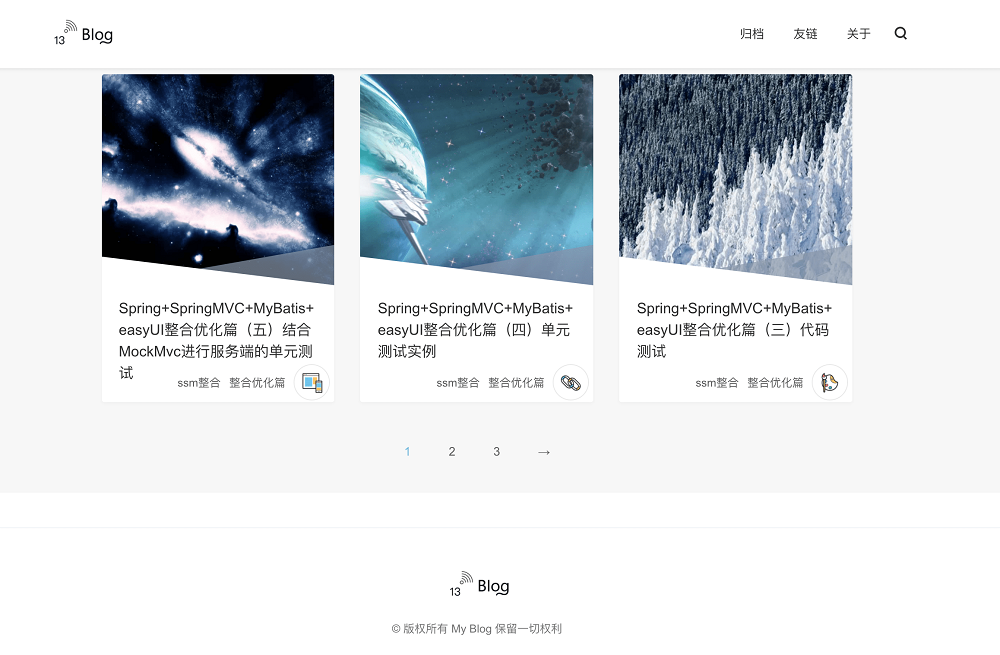 13 Blog
归档 友链 关于
Spring+SpringMVC+MyBatis+
easyUI整合优化篇（五）结合
MockMvc进行服务端的单元测
试
ssm整合 整合优化篇
Spring+SpringMVC+MyBatis+
easyUI整合优化篇（四）单元
测试实例
ssm整合 整合优化篇
Spring+SpringMVC+MyBatis+
easyUI整合优化篇（三）代码
测试
ssm整合 整合优化篇
1 2 3 →
13 Blog
© 版权所有 My Blog 保留一切权利